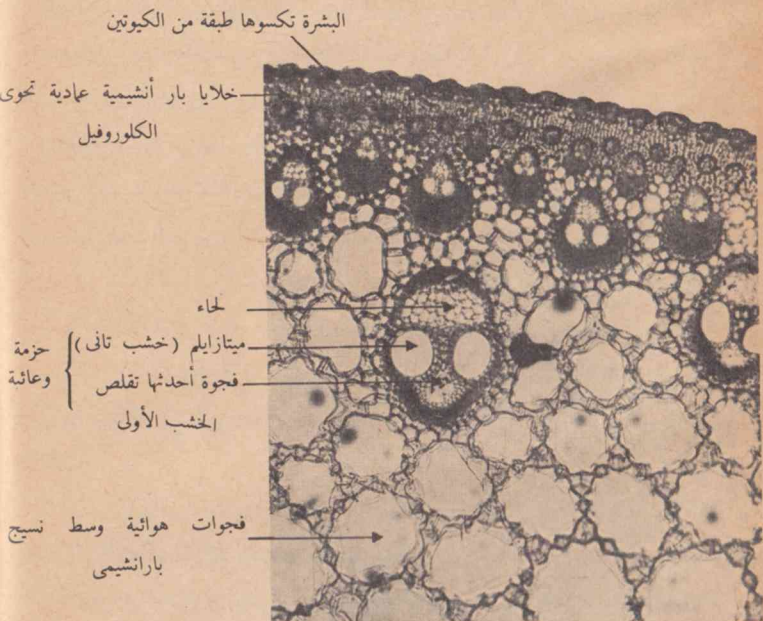 البشرة تكسوها طبقة من الكيوتين
خلايا بار أنشيمية عمادية تحوى
الكلوروفيل
لحاء
ميتازايلم (خشب تانى)
فجوة أحدثها تقلص
الخشب الأولى
حزمة
وعائية
فجوات هوائية وسط نسيج
بارانشيمى